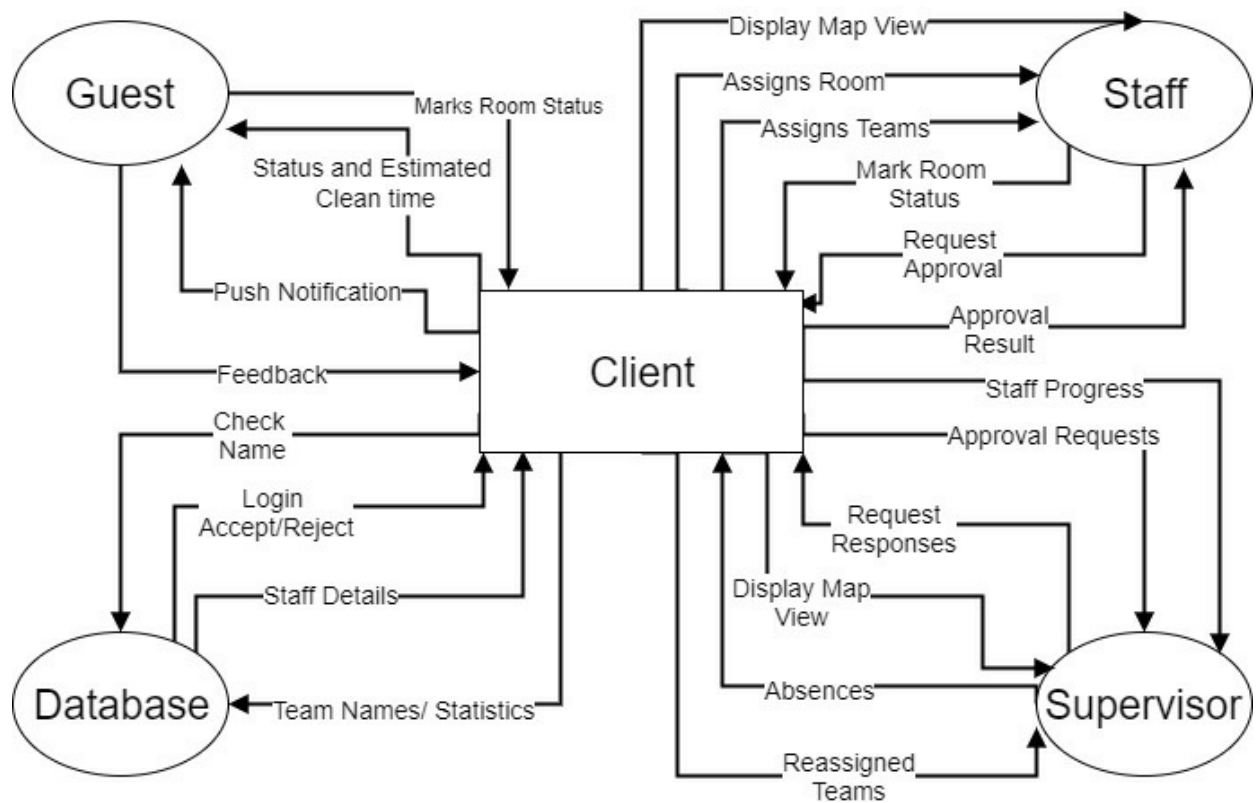 Display Map View
Guest
Staff
Assigns Room
Marks Room Status
Assigns Teams
Status and Estimated
Clean time
Mark Room
Status
Request
Approval
Push Notification
Approval
Result
Client
Feedback
Staff Progress
Check
Name
Approval Requests
Login
Accept/Reject
Request
Responses
Staff Details
Display Map
View
Database
Team Names/ Statistics
Absences
Supervisor
Reassigned
Teams